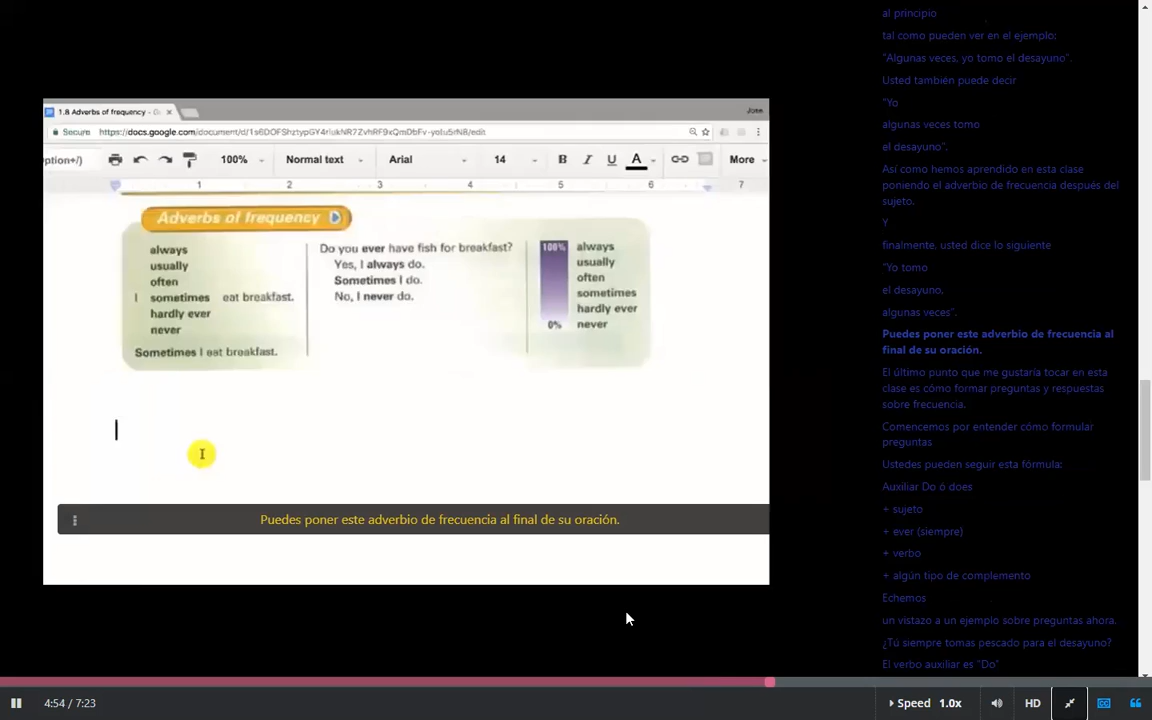 1.8 Adverbs of frequency
John
Secure
https://docs.google.com/document/d/
ption+/)
100%
Normal text
Arial
14
B
I
U
A
More
1 2 3 4 5 6 7
Adverbs of frequency
always
usually
often
I sometimes eat breakfast.
hardly ever
never
Sometimes I eat breakfast.
Do you ever have fish for breakfast?
Yes, I always do.
Sometimes I do.
No, I never do.
100% always
usually
often
sometimes
hardly ever
0% never
Puedes poner este adverbio de frecuencia al final de su oración.
al principio
tal como pueden ver en el ejemplo:
"Algunas veces, yo tomo el desayuno".
Usted también puede decir
"Yo
algunas veces tomo
el desayuno".
Así como hemos aprendido en esta clase
poniendo el adverbio de frecuencia después del
sujeto.
Y
finalmente, usted dice lo siguiente
"Yo tomo
el desayuno,
algunas veces".
Puedes poner este adverbio de frecuencia al
final de su oración.
El último punto que me gustaría tocar en esta
clase es cómo formar preguntas y respuestas
sobre frecuencia.
Comencemos por entender cómo formular
preguntas
Ustedes pueden seguir esta fórmula:
Auxiliar Do ó does
+ sujeto
+ ever (siempre)
+ verbo
+ algún tipo de complemento
Echemos
un vistazo a un ejemplo sobre preguntas ahora.
¿Tú siempre tomas pescado para el desayuno?
El verbo auxiliar es "Do"
4:54 / 7:23
Speed 1.0x
HD